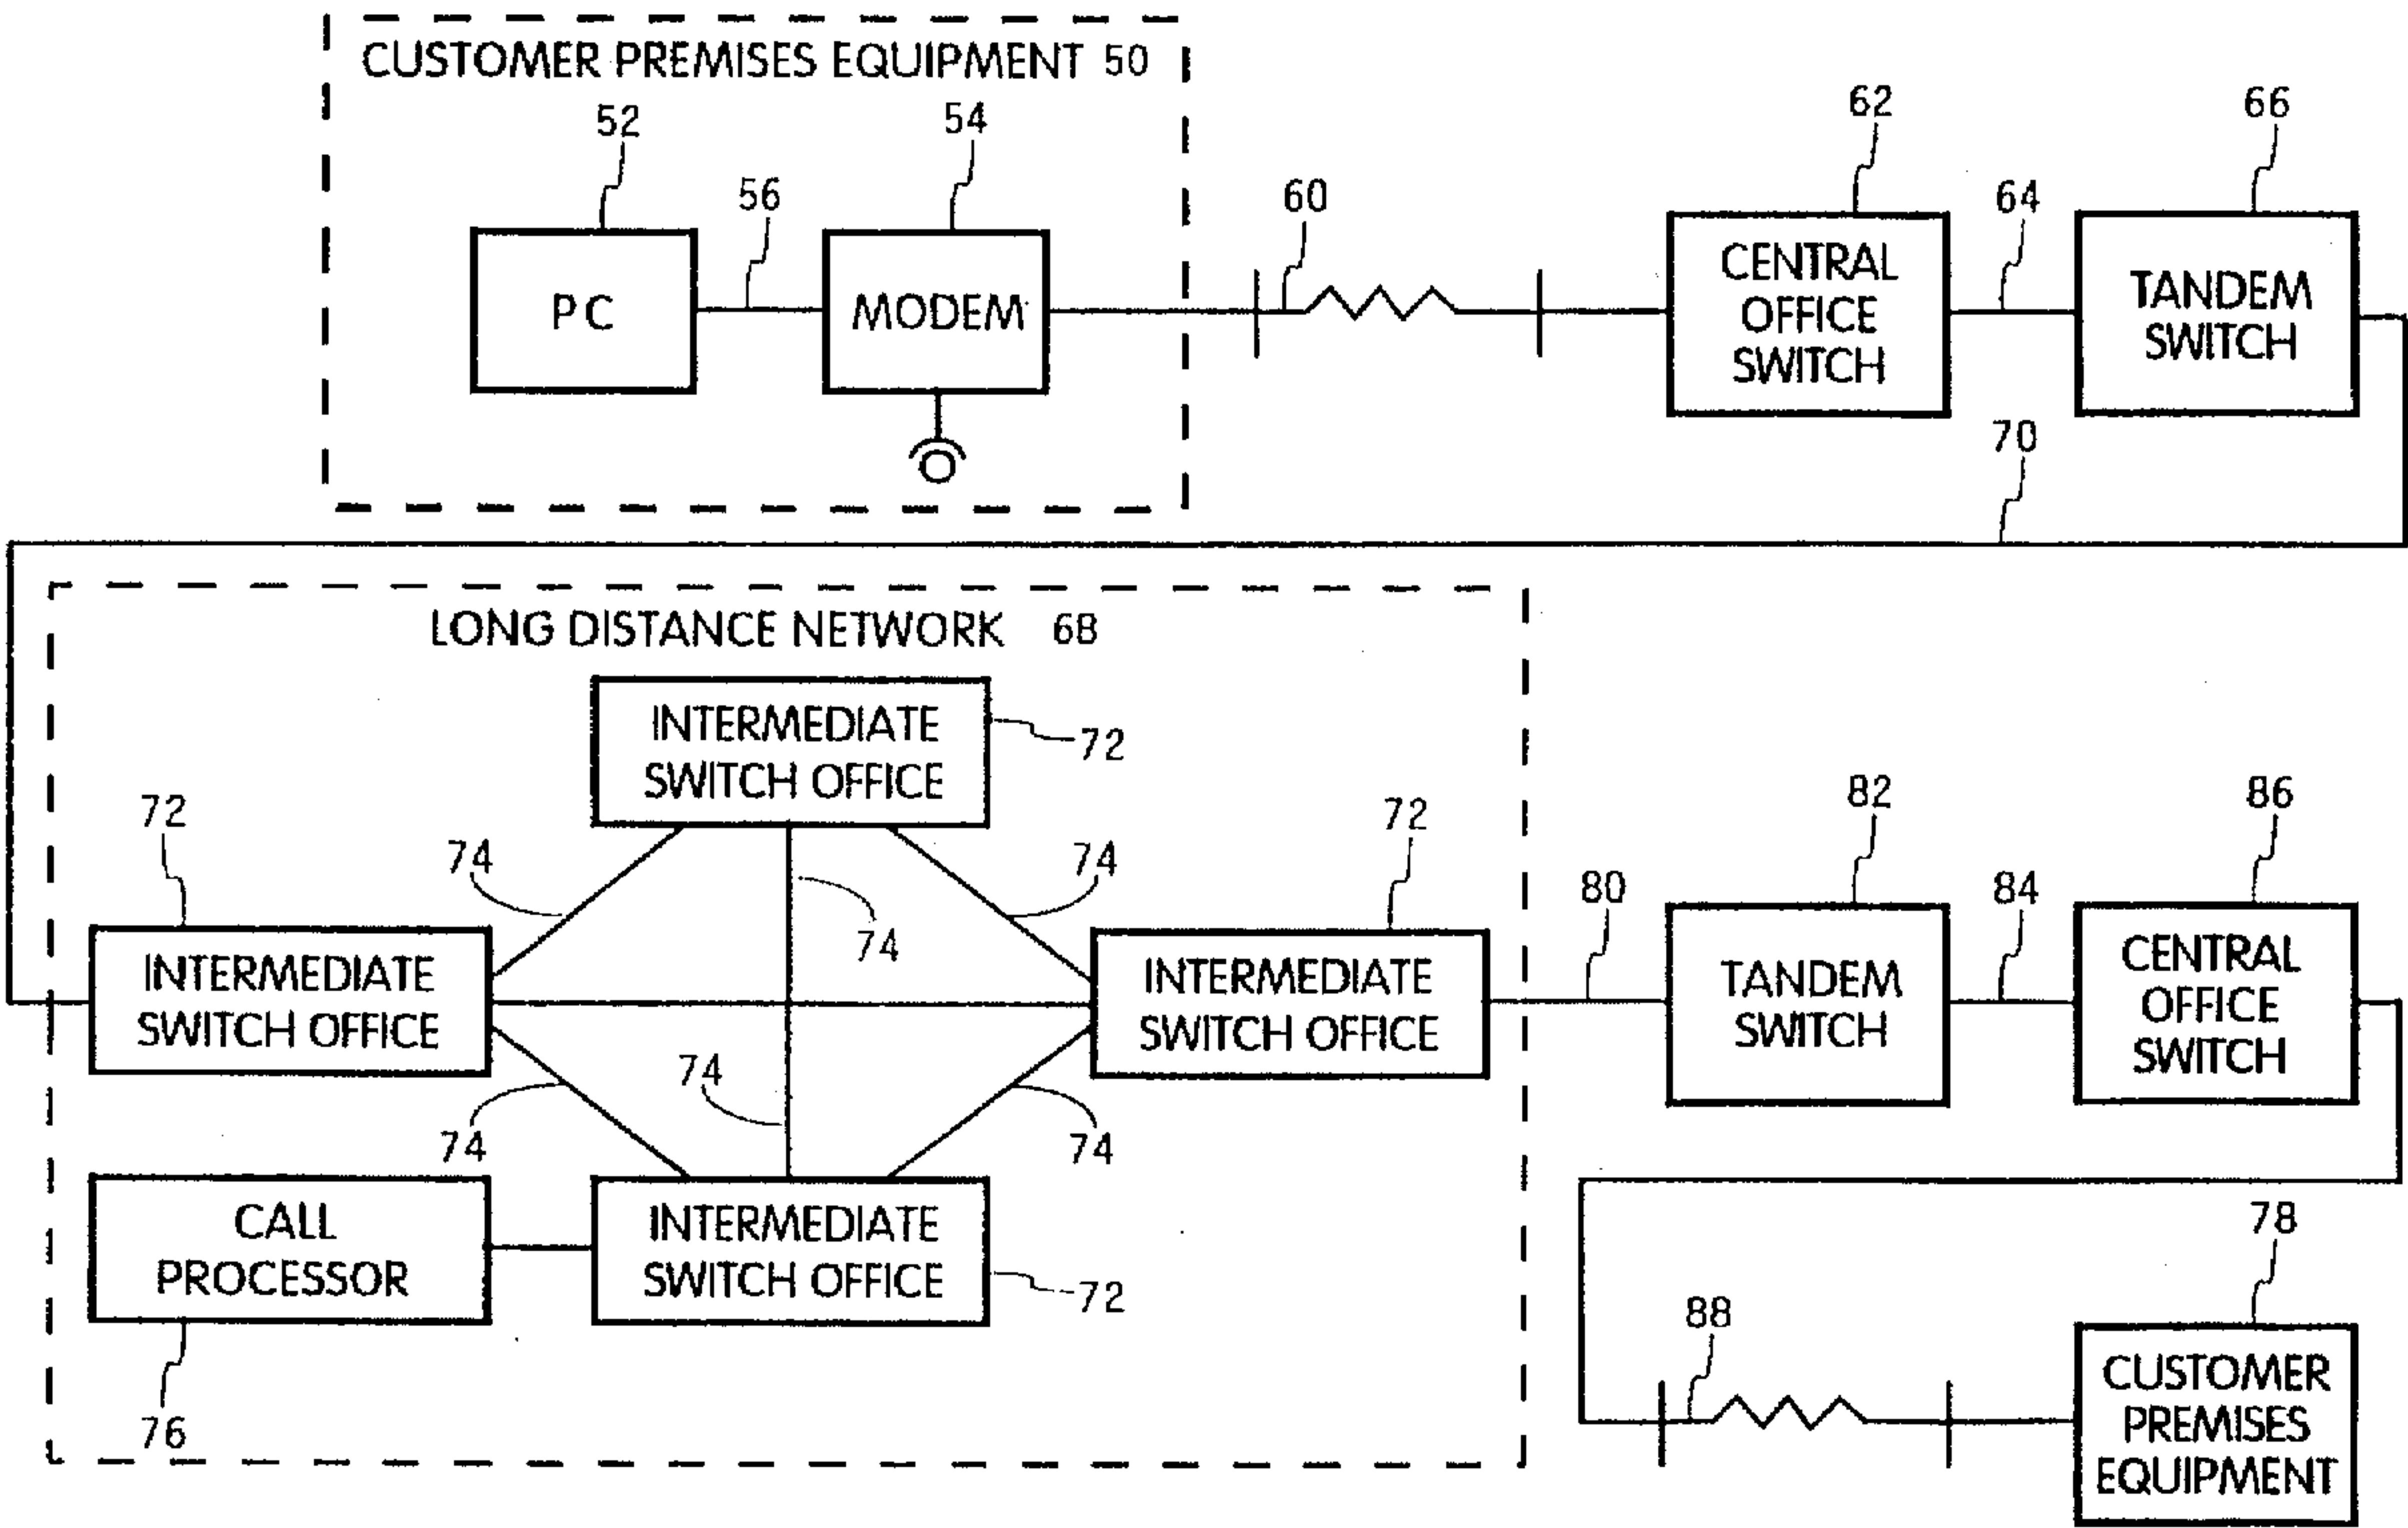 CUSTOMER PREMISES EQUIPMENT 50
52
54
56
PC
MODEM
60
62
64
66
CENTRAL
OFFICE
SWITCH
TANDEM
SWITCH
70
LONG DISTANCE NETWORK 68
INTERMEDIATE
SWITCH OFFICE
72
72
74
74
72
74
INTERMEDIATE
SWITCH OFFICE
INTERMEDIATE
SWITCH OFFICE
80
82
84
86
TANDEM
SWITCH
CENTRAL
OFFICE
SWITCH
74
74
74
CALL
PROCESSOR
INTERMEDIATE
SWITCH OFFICE
72
76
88
78
CUSTOMER
PREMISES
EQUIPMENT